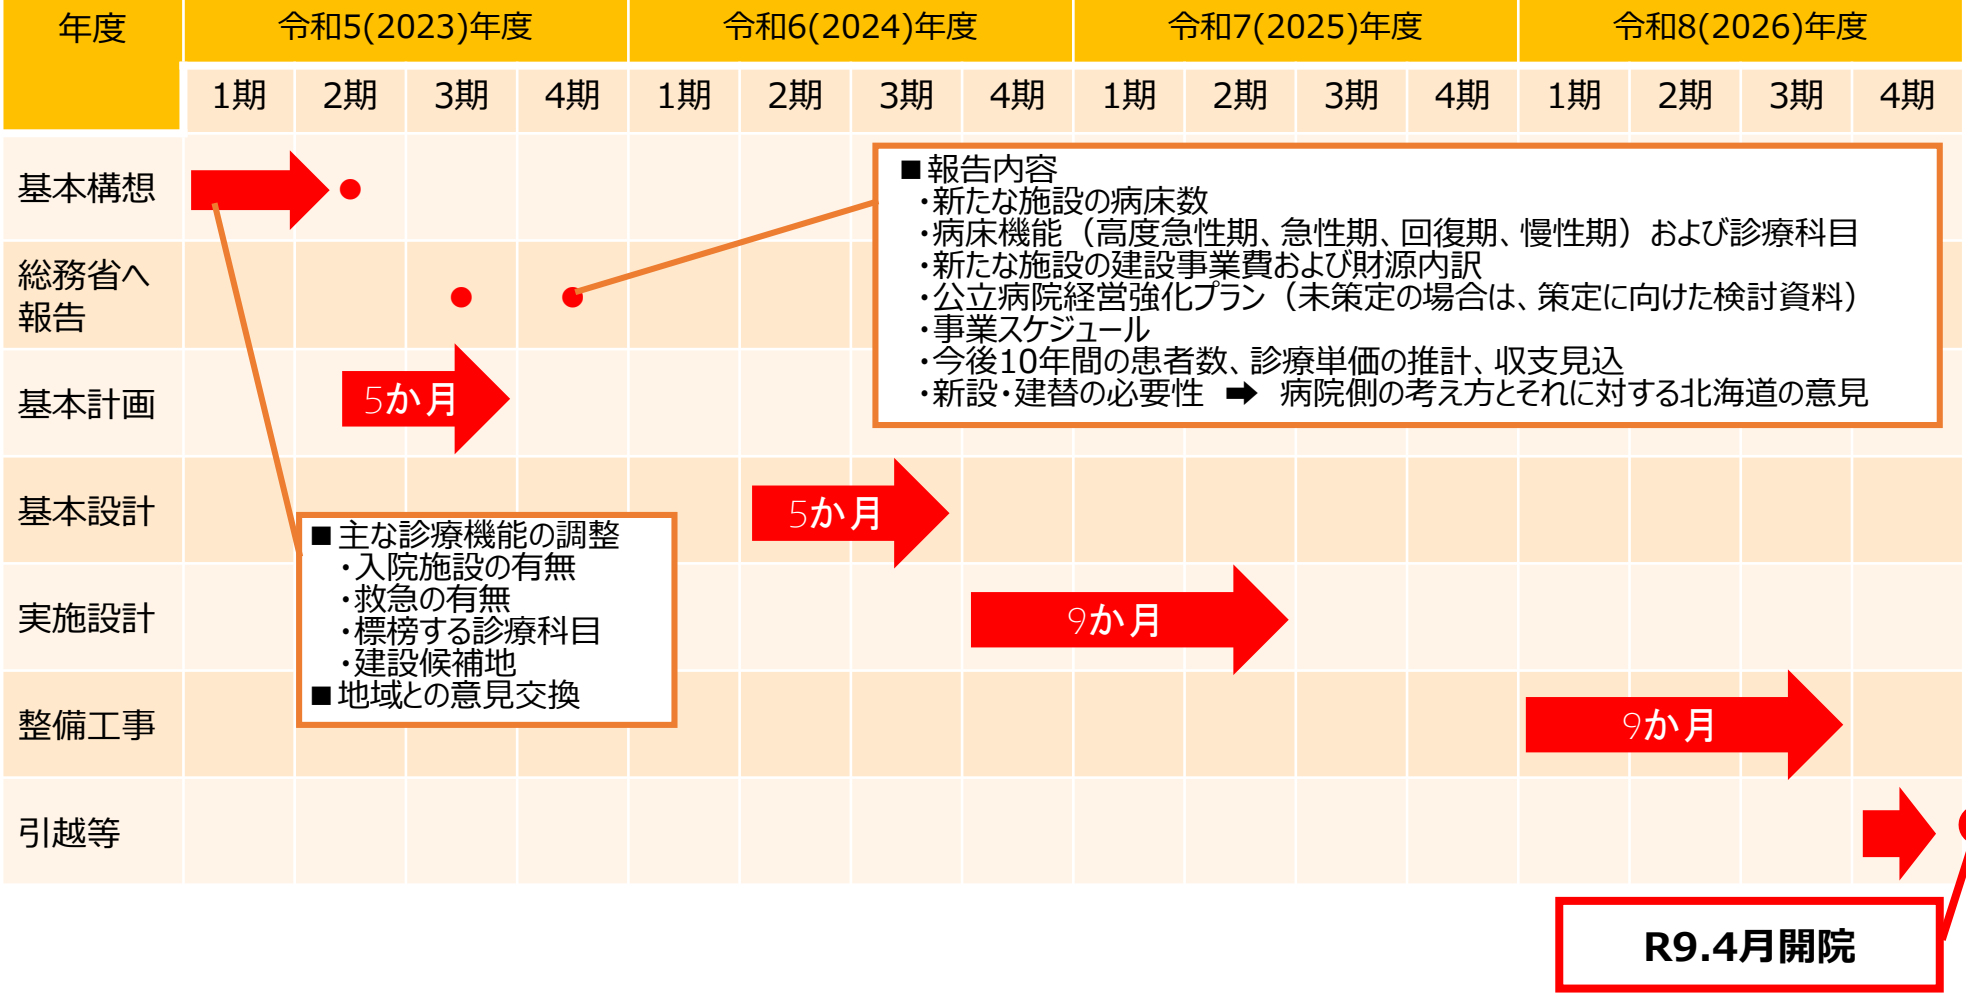 年度 令和5(2023)年度 令和6(2024)年度 令和7(2025)年度 令和8(2026)年度
1期 2期 3期 4期 1期 2期 3期 4期 1期 2期 3期 4期 1期 2期 3期 4期
基本構想
総務省へ
報告
■報告内容
・新たな施設の病床数
・病床機能（高度急性期、急性期、回復期、慢性期）および診療科目
・新たな施設の建設事業費および財源内訳
・公立病院経営強化プラン（未策定の場合は、策定に向けた検討資料）
・事業スケジュール
・今後10年間の患者数、診療単価の推計、収支見込
・新設・建替の必要性 ➡ 病院側の考え方とそれに対する北海道の意見
基本計画
5か月
基本設計
5か月
■主な診療機能の調整
・入院施設の有無
・救急の有無
・標榜する診療科目
・建設候補地
■地域との意見交換
実施設計
9か月
整備工事
9か月
引越等
R9.4月開院